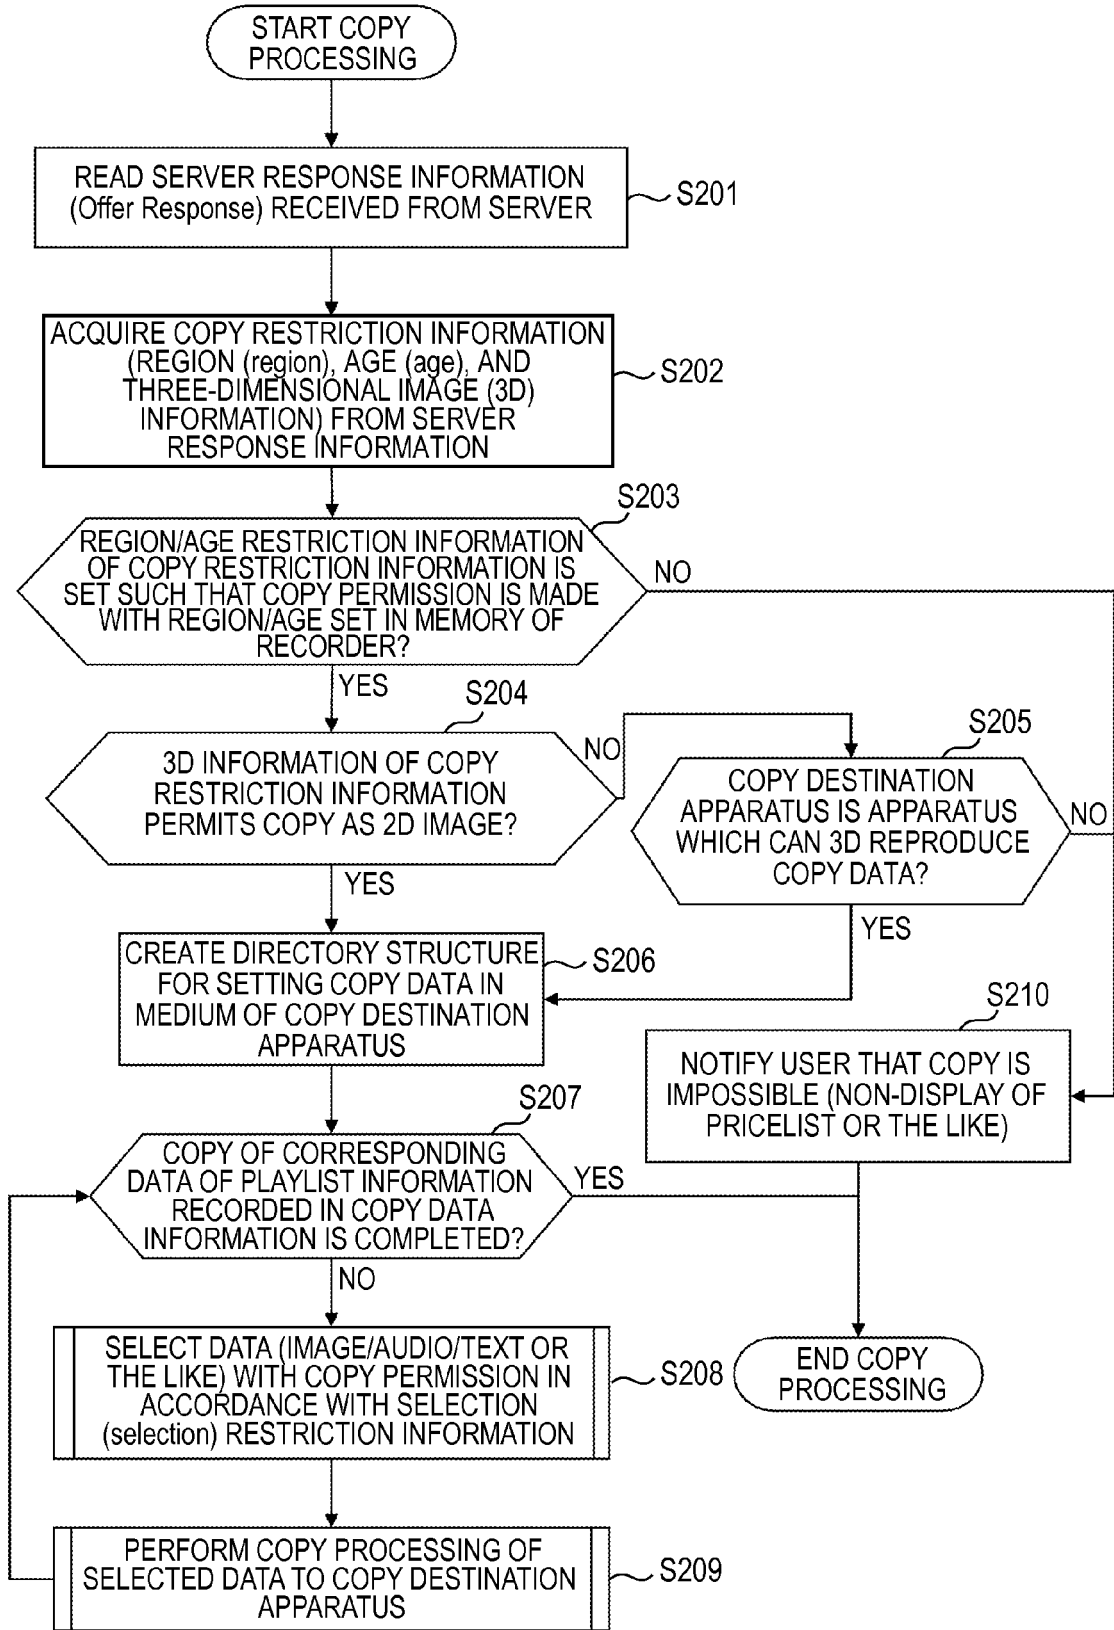 START COPY
PROCESSING
READ SERVER RESPONSE INFORMATION
(Offer Response) RECEIVED FROM SERVER
S201
ACQUIRE COPY RESTRICTION INFORMATION
(REGION (region), AGE (age), AND
THREE-DIMENSIONAL IMAGE (3D)
INFORMATION) FROM SERVER
RESPONSE INFORMATION
S202
S203
REGION/AGE RESTRICTION INFORMATION
OF COPY RESTRICTION INFORMATION IS
SET SUCH THAT COPY PERMISSION IS MADE
WITH REGION/AGE SET IN MEMORY OF
RECORDER?
NO
YES
S204
3D INFORMATION OF COPY
RESTRICTION INFORMATION
PERMITS COPY AS 2D IMAGE?
NO
YES
S205
COPY DESTINATION
APPARATUS IS APPARATUS
WHICH CAN 3D REPRODUCE
COPY DATA?
NO
YES
CREATE DIRECTORY STRUCTURE
FOR SETTING COPY DATA IN
MEDIUM OF COPY DESTINATION
APPARATUS
S206
S210
NOTIFY USER THAT COPY IS
IMPOSSIBLE (NON-DISPLAY OF
PRICELIST OR THE LIKE)
S207
COPY OF CORRESPONDING
DATA OF PLAYLIST INFORMATION
RECORDED IN COPY DATA
INFORMATION IS COMPLETED?
YES
NO
SELECT DATA (IMAGE/AUDIO/TEXT OR
THE LIKE) WITH COPY PERMISSION IN
ACCORDANCE WITH SELECTION
(selection) RESTRICTION INFORMATION
S208
END COPY
PROCESSING
PERFORM COPY PROCESSING OF
SELECTED DATA TO COPY DESTINATION
APPARATUS
S209